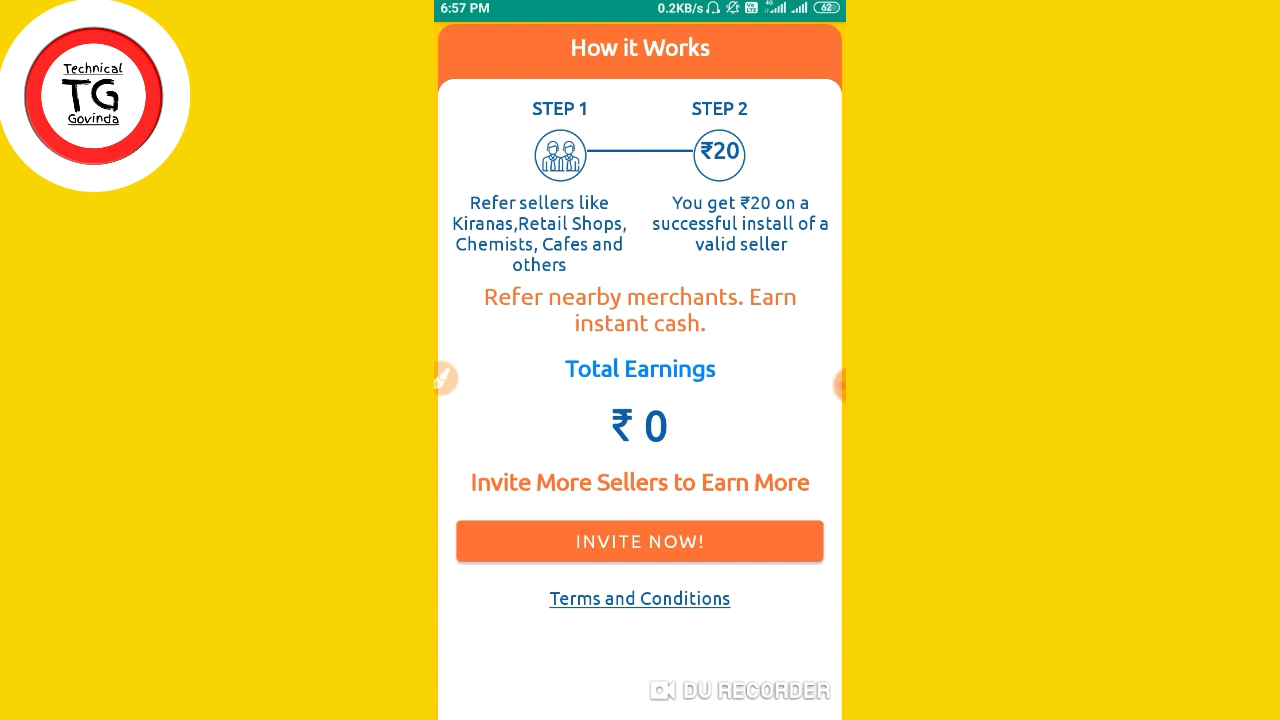 Technical
TG
Govinda
6:57 PM
0.2KB/s
Vo LTE
4G
62
How it Works
STEP 1
STEP 2
₹20
Refer sellers like
Kiranas,Retail Shops,
Chemists, Cafes and
others
You get ₹20 on a
successful install of a
valid seller
Refer nearby merchants. Earn
instant cash.
Total Earnings
₹ 0
Invite More Sellers to Earn More
INVITE NOW!
Terms and Conditions
DU RECORDER